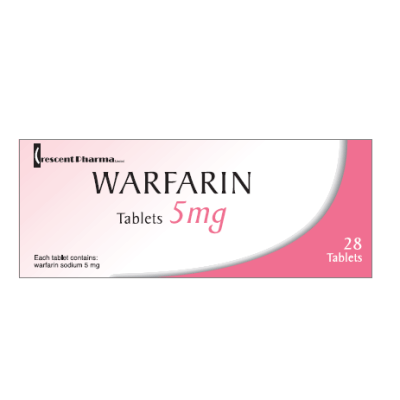 Crescent Pharma
WARFARIN
Tablets 5mg
28
Tablets
Each tablet contains:
warfarin sodium 5 mg